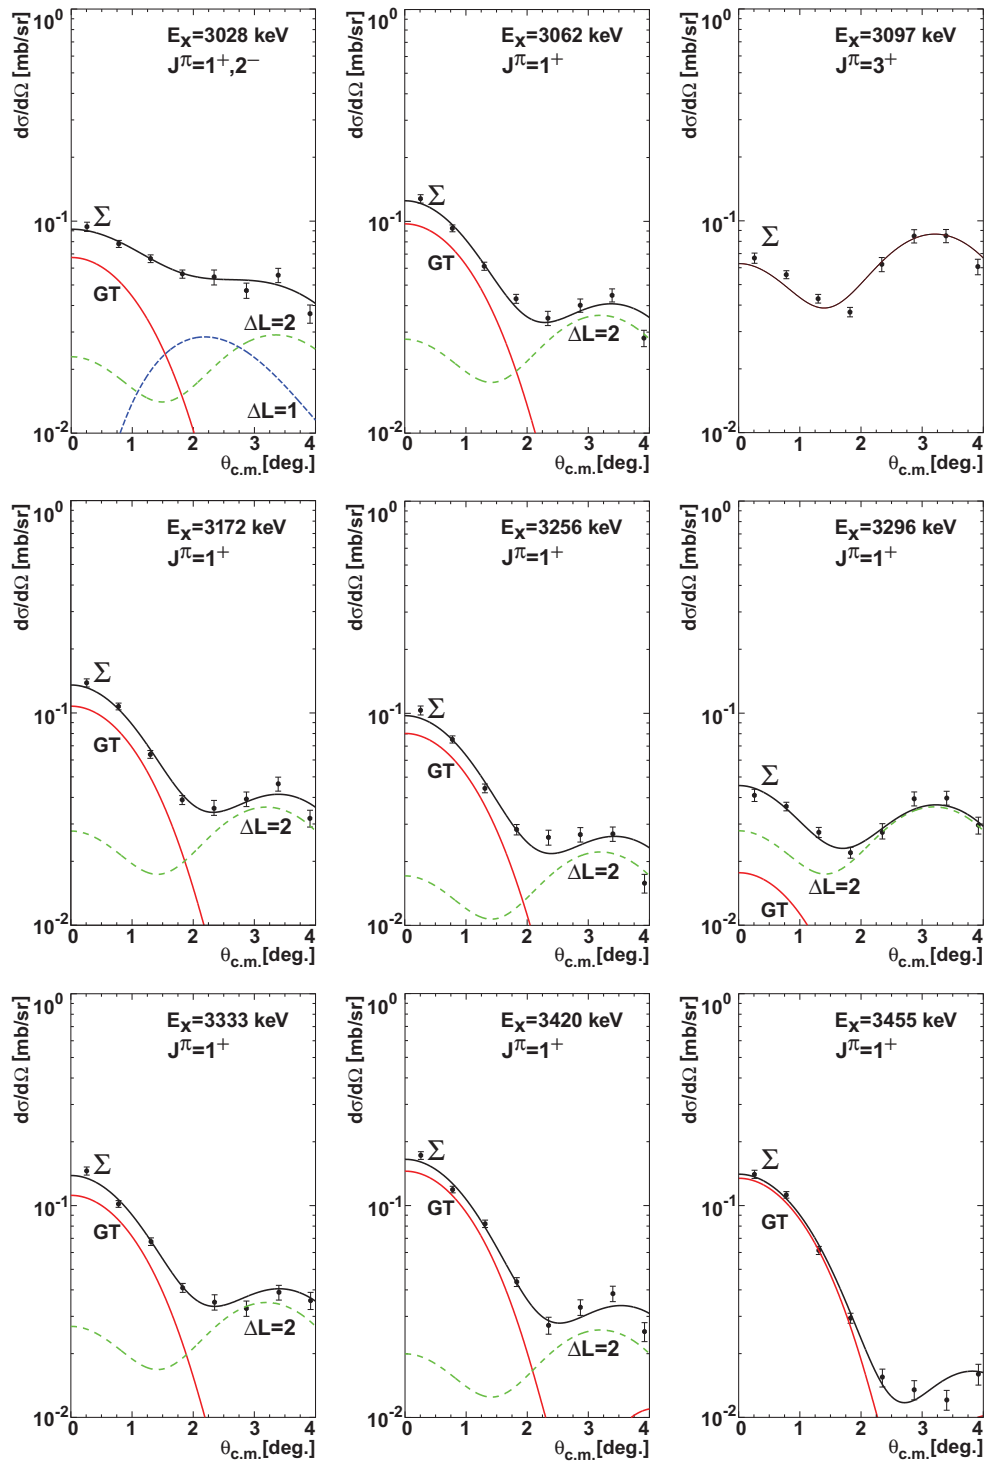 dσ/dΩ [mb/sr]
10⁰
Eₓ=3028 keV
Jπ=1⁺,2⁻
Σ
10⁻¹
GT
ΔL=2
ΔL=1
10⁻²
0 1 2 3 4
θc.m.[deg.]
dσ/dΩ [mb/sr]
10⁰
Eₓ=3062 keV
Jπ=1⁺
Σ
10⁻¹
GT
ΔL=2
10⁻²
0 1 2 3 4
θc.m.[deg.]
dσ/dΩ [mb/sr]
10⁰
Eₓ=3097 keV
Jπ=3⁺
Σ
10⁻¹
10⁻²
0 1 2 3 4
θc.m.[deg.]
dσ/dΩ [mb/sr]
10⁰
Eₓ=3172 keV
Jπ=1⁺
Σ
10⁻¹
GT
ΔL=2
10⁻²
0 1 2 3 4
θc.m.[deg.]
dσ/dΩ [mb/sr]
10⁰
Eₓ=3256 keV
Jπ=1⁺
Σ
10⁻¹
GT
ΔL=2
10⁻²
0 1 2 3 4
θc.m.[deg.]
dσ/dΩ [mb/sr]
10⁰
Eₓ=3296 keV
Jπ=1⁺
Σ
10⁻¹
ΔL=2
GT
10⁻²
0 1 2 3 4
θc.m.[deg.]
dσ/dΩ [mb/sr]
10⁰
Eₓ=3333 keV
Jπ=1⁺
Σ
10⁻¹
GT
ΔL=2
10⁻²
0 1 2 3 4
θc.m.[deg.]
dσ/dΩ [mb/sr]
10⁰
Eₓ=3420 keV
Jπ=1⁺
Σ
10⁻¹
GT
ΔL=2
10⁻²
0 1 2 3 4
θc.m.[deg.]
dσ/dΩ [mb/sr]
10⁰
Eₓ=3455 keV
Jπ=1⁺
Σ
10⁻¹
GT
10⁻²
0 1 2 3 4
θc.m.[deg.]